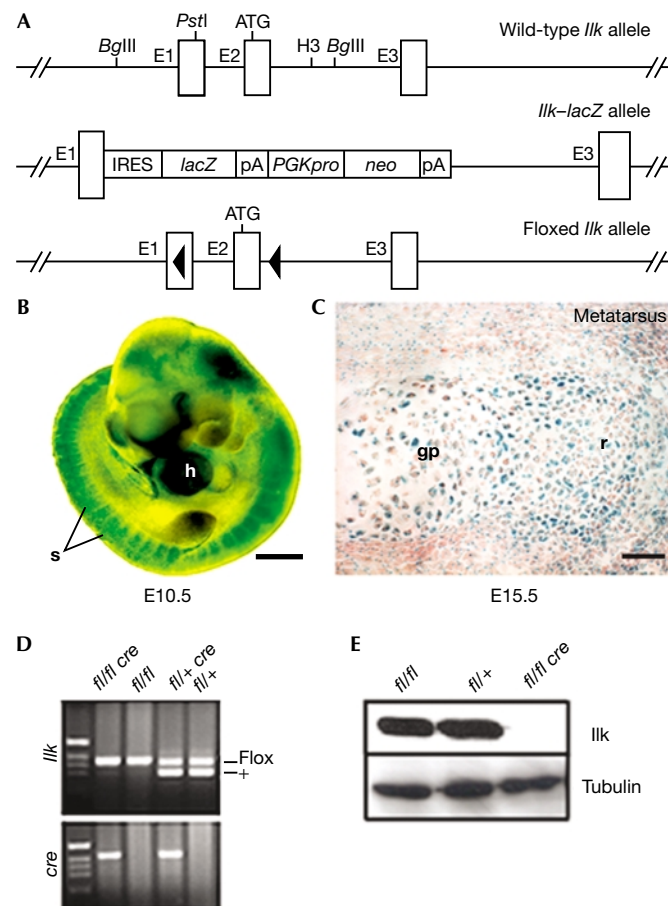 A
PstI
ATG
Wild-type Ilk allele
BgIII
H3
BgIII
E1
E2
E3
Ilk–lacZ allele
E1
IRES
lacZ
pA
PGKpro
neo
pA
E3
ATG
Floxed Ilk allele
E1
E2
E3
B
h
s
E10.5
C
Metatarsus
gp
r
E15.5
D
fl/fl cre
fl/fl
fl/+ cre
fl/+
Ilk
Flox
+
cre
E
fl/fl
fl/+
fl/fl cre
Ilk
Tubulin